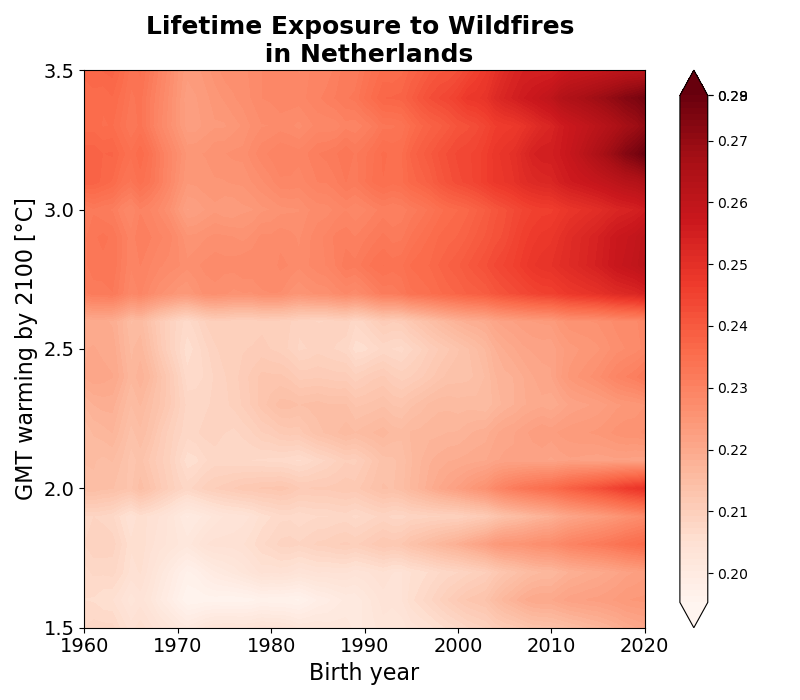 Lifetime Exposure to Wildfires
in Netherlands
GMT warming by 2100 [°C]
3.5
3.0
2.5
2.0
1.5
1960 1970 1980 1990 2000 2010 2020
Birth year
0.27
0.26
0.25
0.24
0.23
0.22
0.21
0.20